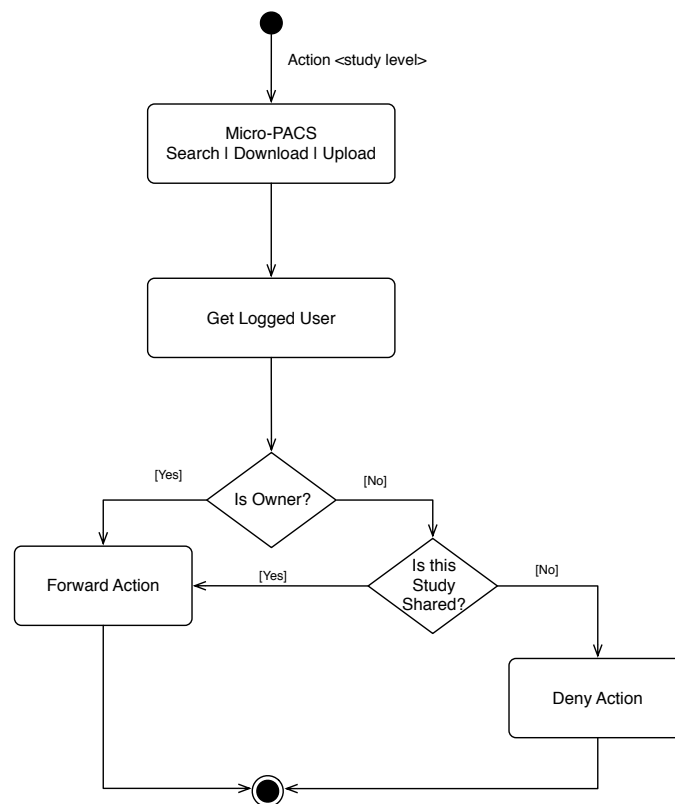 Action <study level>
Micro-PACS
Search | Download | Upload
Get Logged User
[Yes]
Is Owner?
[No]
Forward Action
[Yes]
Is this
Study
Shared?
[No]
Deny Action